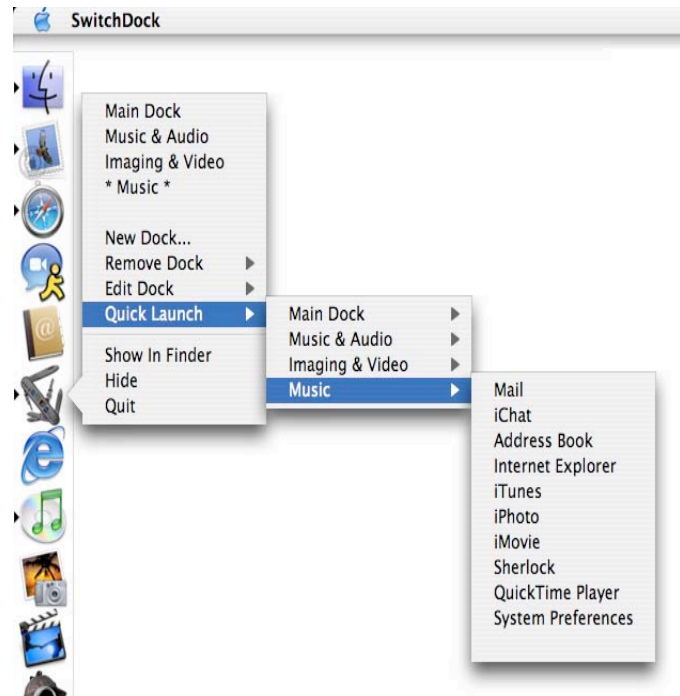 SwitchDock
Main Dock
Music & Audio
Imaging & Video
* Music *
New Dock...
Remove Dock
Edit Dock
Quick Launch
Show In Finder
Hide
Quit
Main Dock
Music & Audio
Imaging & Video
Music
Mail
iChat
Address Book
Internet Explorer
iTunes
iPhoto
iMovie
Sherlock
QuickTime Player
System Preferences